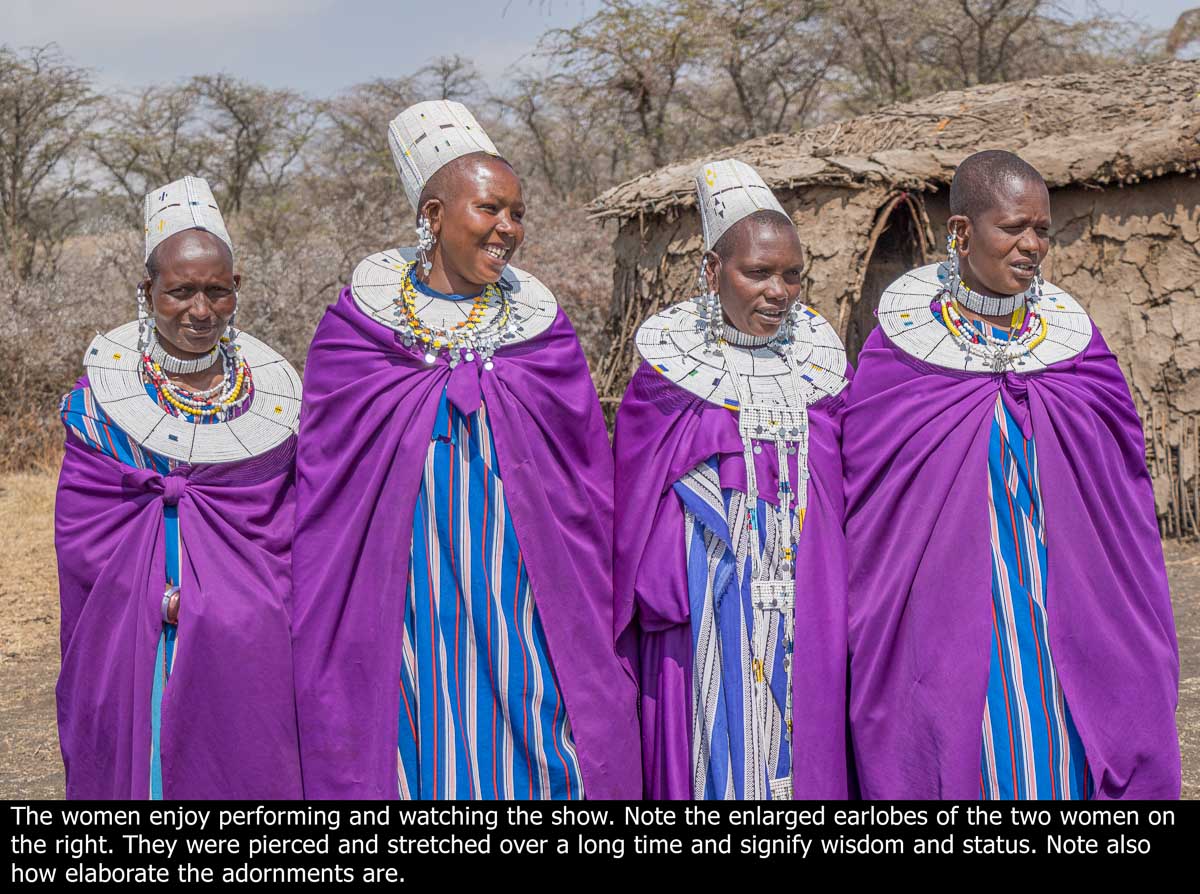 The women enjoy performing and watching the show. Note the enlarged earlobes of the two women on
the right. They were pierced and stretched over a long time and signify wisdom and status. Note also
how elaborate the adornments are.